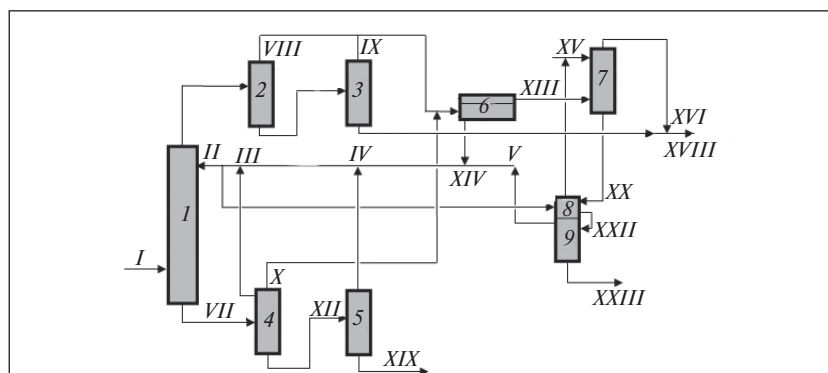 VIII IX XV
2 3 7
6 XIII
XVI
II III IV V XIV XVIII
1 XX
8
9 XXII
I X
VII XII
4 5 XXIII
XIX